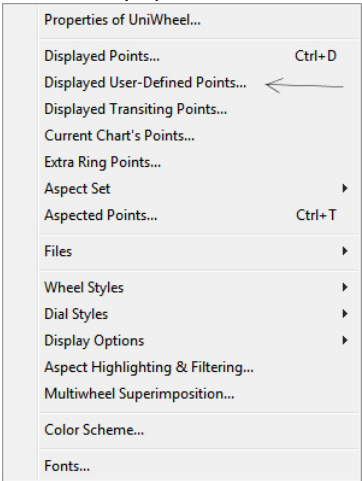 Properties of UniWheel...
Displayed Points... Ctrl+D
Displayed User-Defined Points...
Displayed Transiting Points...
Current Chart's Points...
Extra Ring Points...
Aspect Set
Aspected Points... Ctrl+T
Files
Wheel Styles
Dial Styles
Display Options
Aspect Highlighting & Filtering...
Multiwheel Superimposition...
Color Scheme...
Fonts...